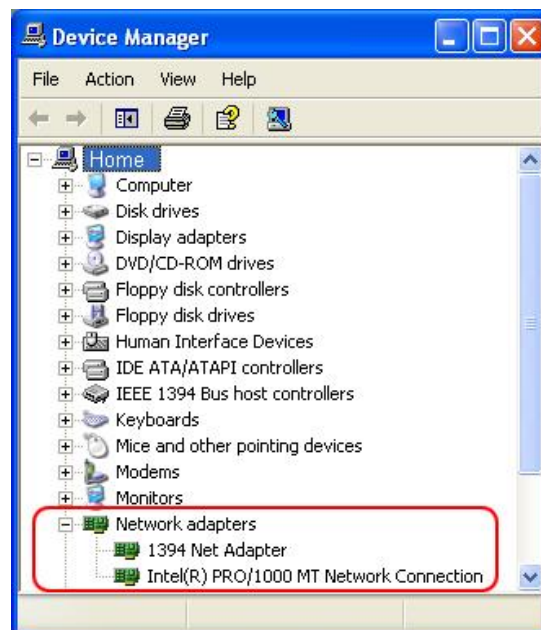 Device Manager
File Action View Help
Home
Computer
Disk drives
Display adapters
DVD/CD-ROM drives
Floppy disk controllers
Floppy disk drives
Human Interface Devices
IDE ATA/ATAPI controllers
IEEE 1394 Bus host controllers
Keyboards
Mice and other pointing devices
Modems
Monitors
Network adapters
1394 Net Adapter
Intel(R) PRO/1000 MT Network Connection